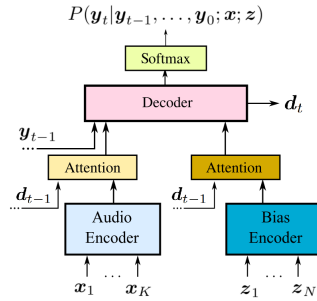 P(y_t|y_{t-1}, ..., y_0; x; z)
Softmax
Decoder
d_t
y_{t-1}
Attention
Attention
d_{t-1}
d_{t-1}
Audio
Encoder
Bias
Encoder
x_1 ... x_K
z_1 ... z_N